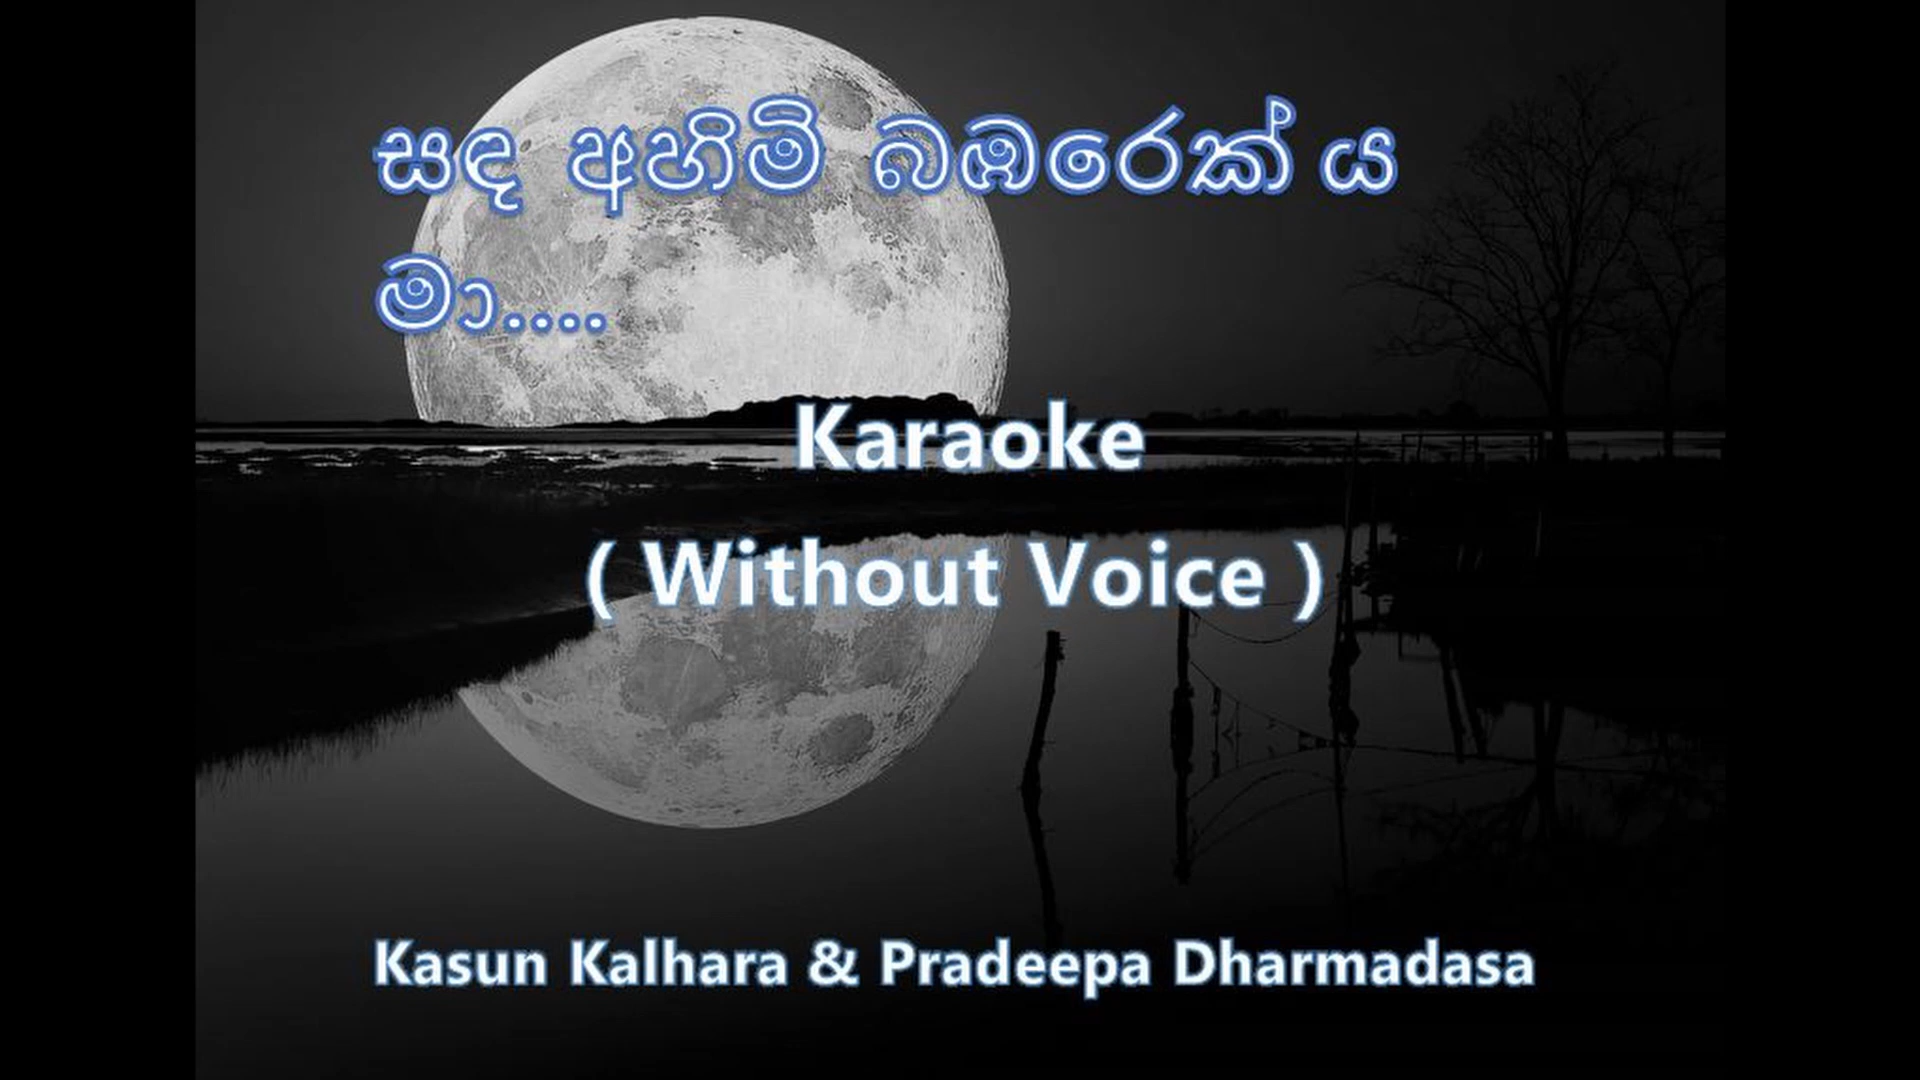 සඳ අහිමි බඹරෙක් ය
මා....
Karaoke
( Without Voice )
Kasun Kalhara & Pradeepa Dharmadasa